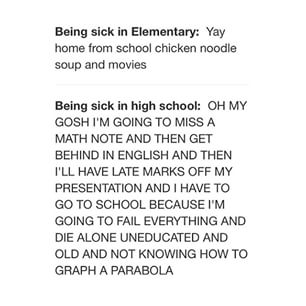 Being sick in Elementary:  Yay
home from school chicken noodle
soup and movies
Being sick in high school:  OH MY
GOSH I'M GOING TO MISS A
MATH NOTE AND THEN GET
BEHIND IN ENGLISH AND THEN
I'LL HAVE LATE MARKS OFF MY
PRESENTATION AND I HAVE TO
GO TO SCHOOL BECAUSE I'M
GOING TO FAIL EVERYTHING AND
DIE ALONE UNEDUCATED AND
OLD AND NOT KNOWING HOW TO
GRAPH A PARABOLA